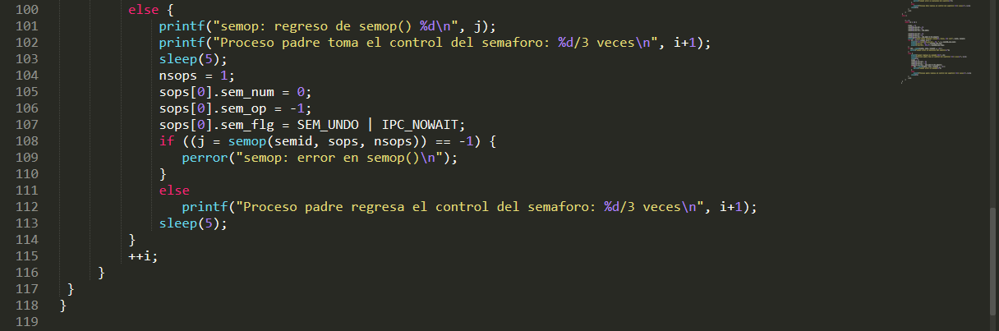 100 else {
101 printf("semop: regreso de semop() %d\n", j);
102 printf("Proceso padre toma el control del semaforo: %d/3 veces\n", i+1);
103 sleep(5);
104 nsops = 1;
105 sops[0].sem_num = 0;
106 sops[0].sem_op = -1;
107 sops[0].sem_flg = SEM_UNDO | IPC_NOWAIT;
108 if ((j = semop(semid, sops, nsops)) == -1) {
109 perror("semop: error en semop()\n");
110 }
111 else
112 printf("Proceso padre regresa el control del semaforo: %d/3 veces\n", i+1);
113 sleep(5);
114 }
115 ++i;
116 }
117 }
118 }
119